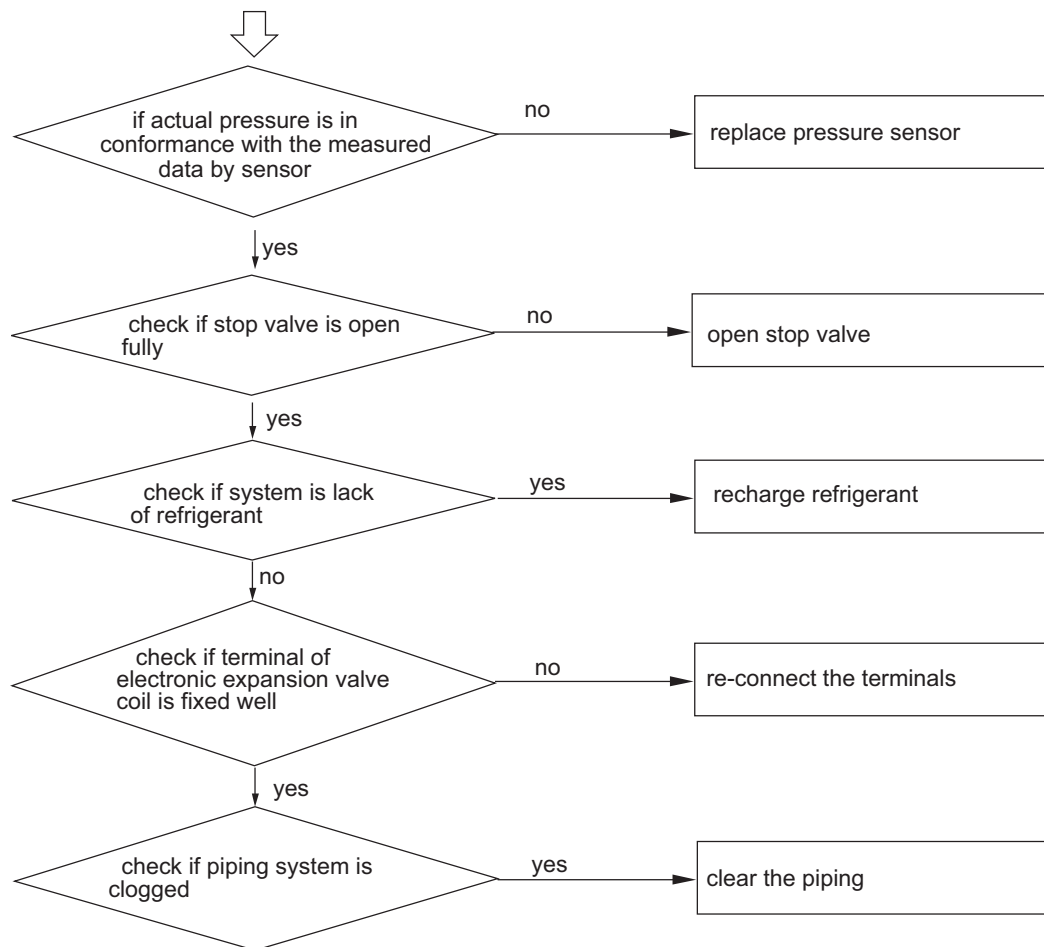 if actual pressure is in
conformance with the measured
data by sensor
no
replace pressure sensor
yes
check if stop valve is open
fully
no
open stop valve
yes
check if system is lack
of refrigerant
yes
recharge refrigerant
no
check if terminal of
electronic expansion valve
coil is fixed well
no
re-connect the terminals
yes
check if piping system is
clogged
yes
clear the piping